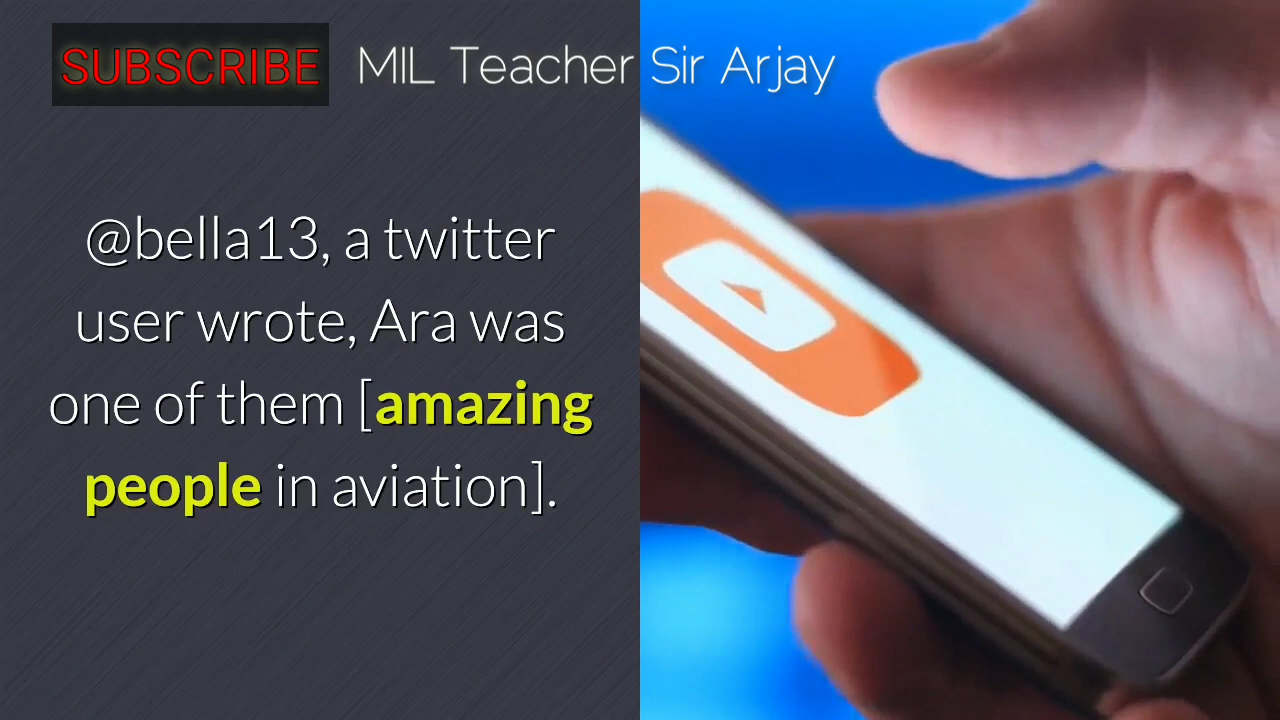 SUBSCRIBE MIL Teacher Sir Arjay
@bella13, a twitter
user wrote, Ara was
one of them [amazing
people in aviation].